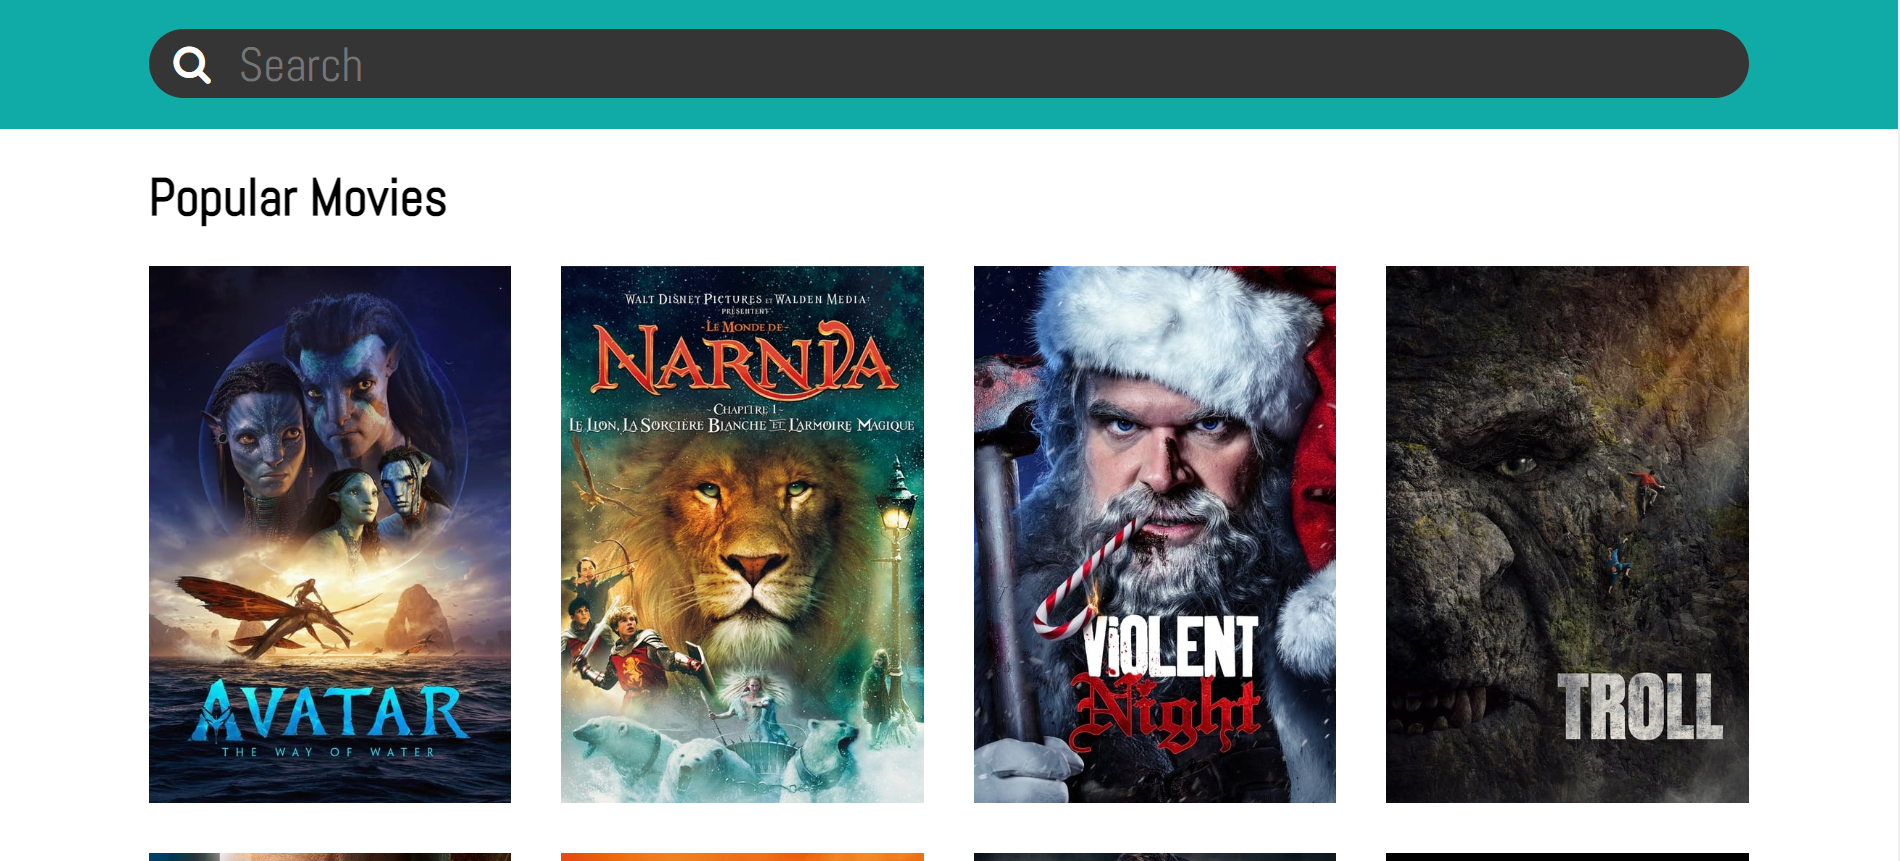 Search
Popular Movies
AVATAR
THE WAY OF WATER
WALT DISNEY PICTURES ET WALDEN MEDIA
PRÉSENTENT
LE MONDE DE
NARNIA
CHAPITRE 1
LE LION, LA SORCIÈRE BLANCHE ET L'ARMOIRE MAGIQUE
VIOLENT
Night
TROLL